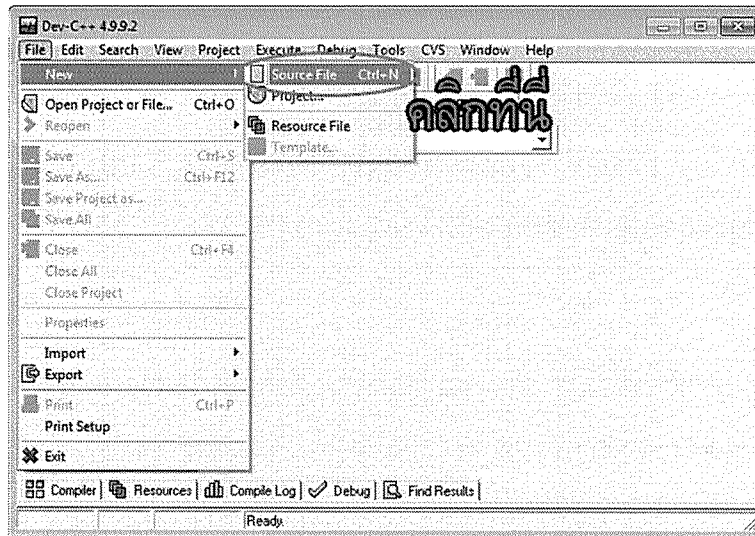 Dev-C++ 4.9.9.2
File Edit Search View Project Execute Debug Tools CVS Window Help
New
Source File Ctrl+N
Project...
Resource File
Template...
คลิกที่นี่
Open Project or File... Ctrl+O
Reopen
Save Ctrl+S
Save As... Ctrl+F12
Save Project as...
Save All
Close Ctrl+F4
Close All
Close Project
Properties
Import
Export
Print Ctrl+P
Print Setup
Exit
Compiler Resources Compile Log Debug Find Results
Ready.